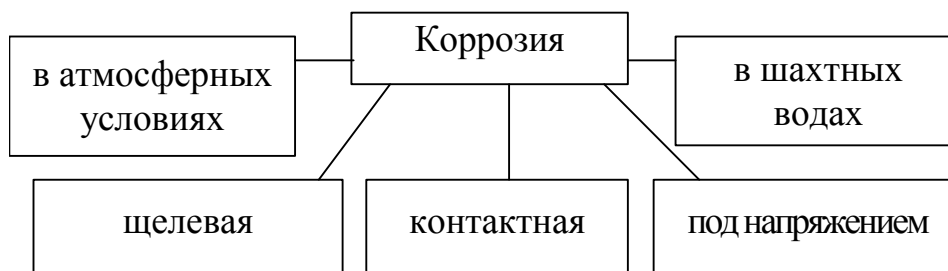 Коррозия
в атмосферных
условиях
в шахтных
водах
щелевая
контактная
под напряжением